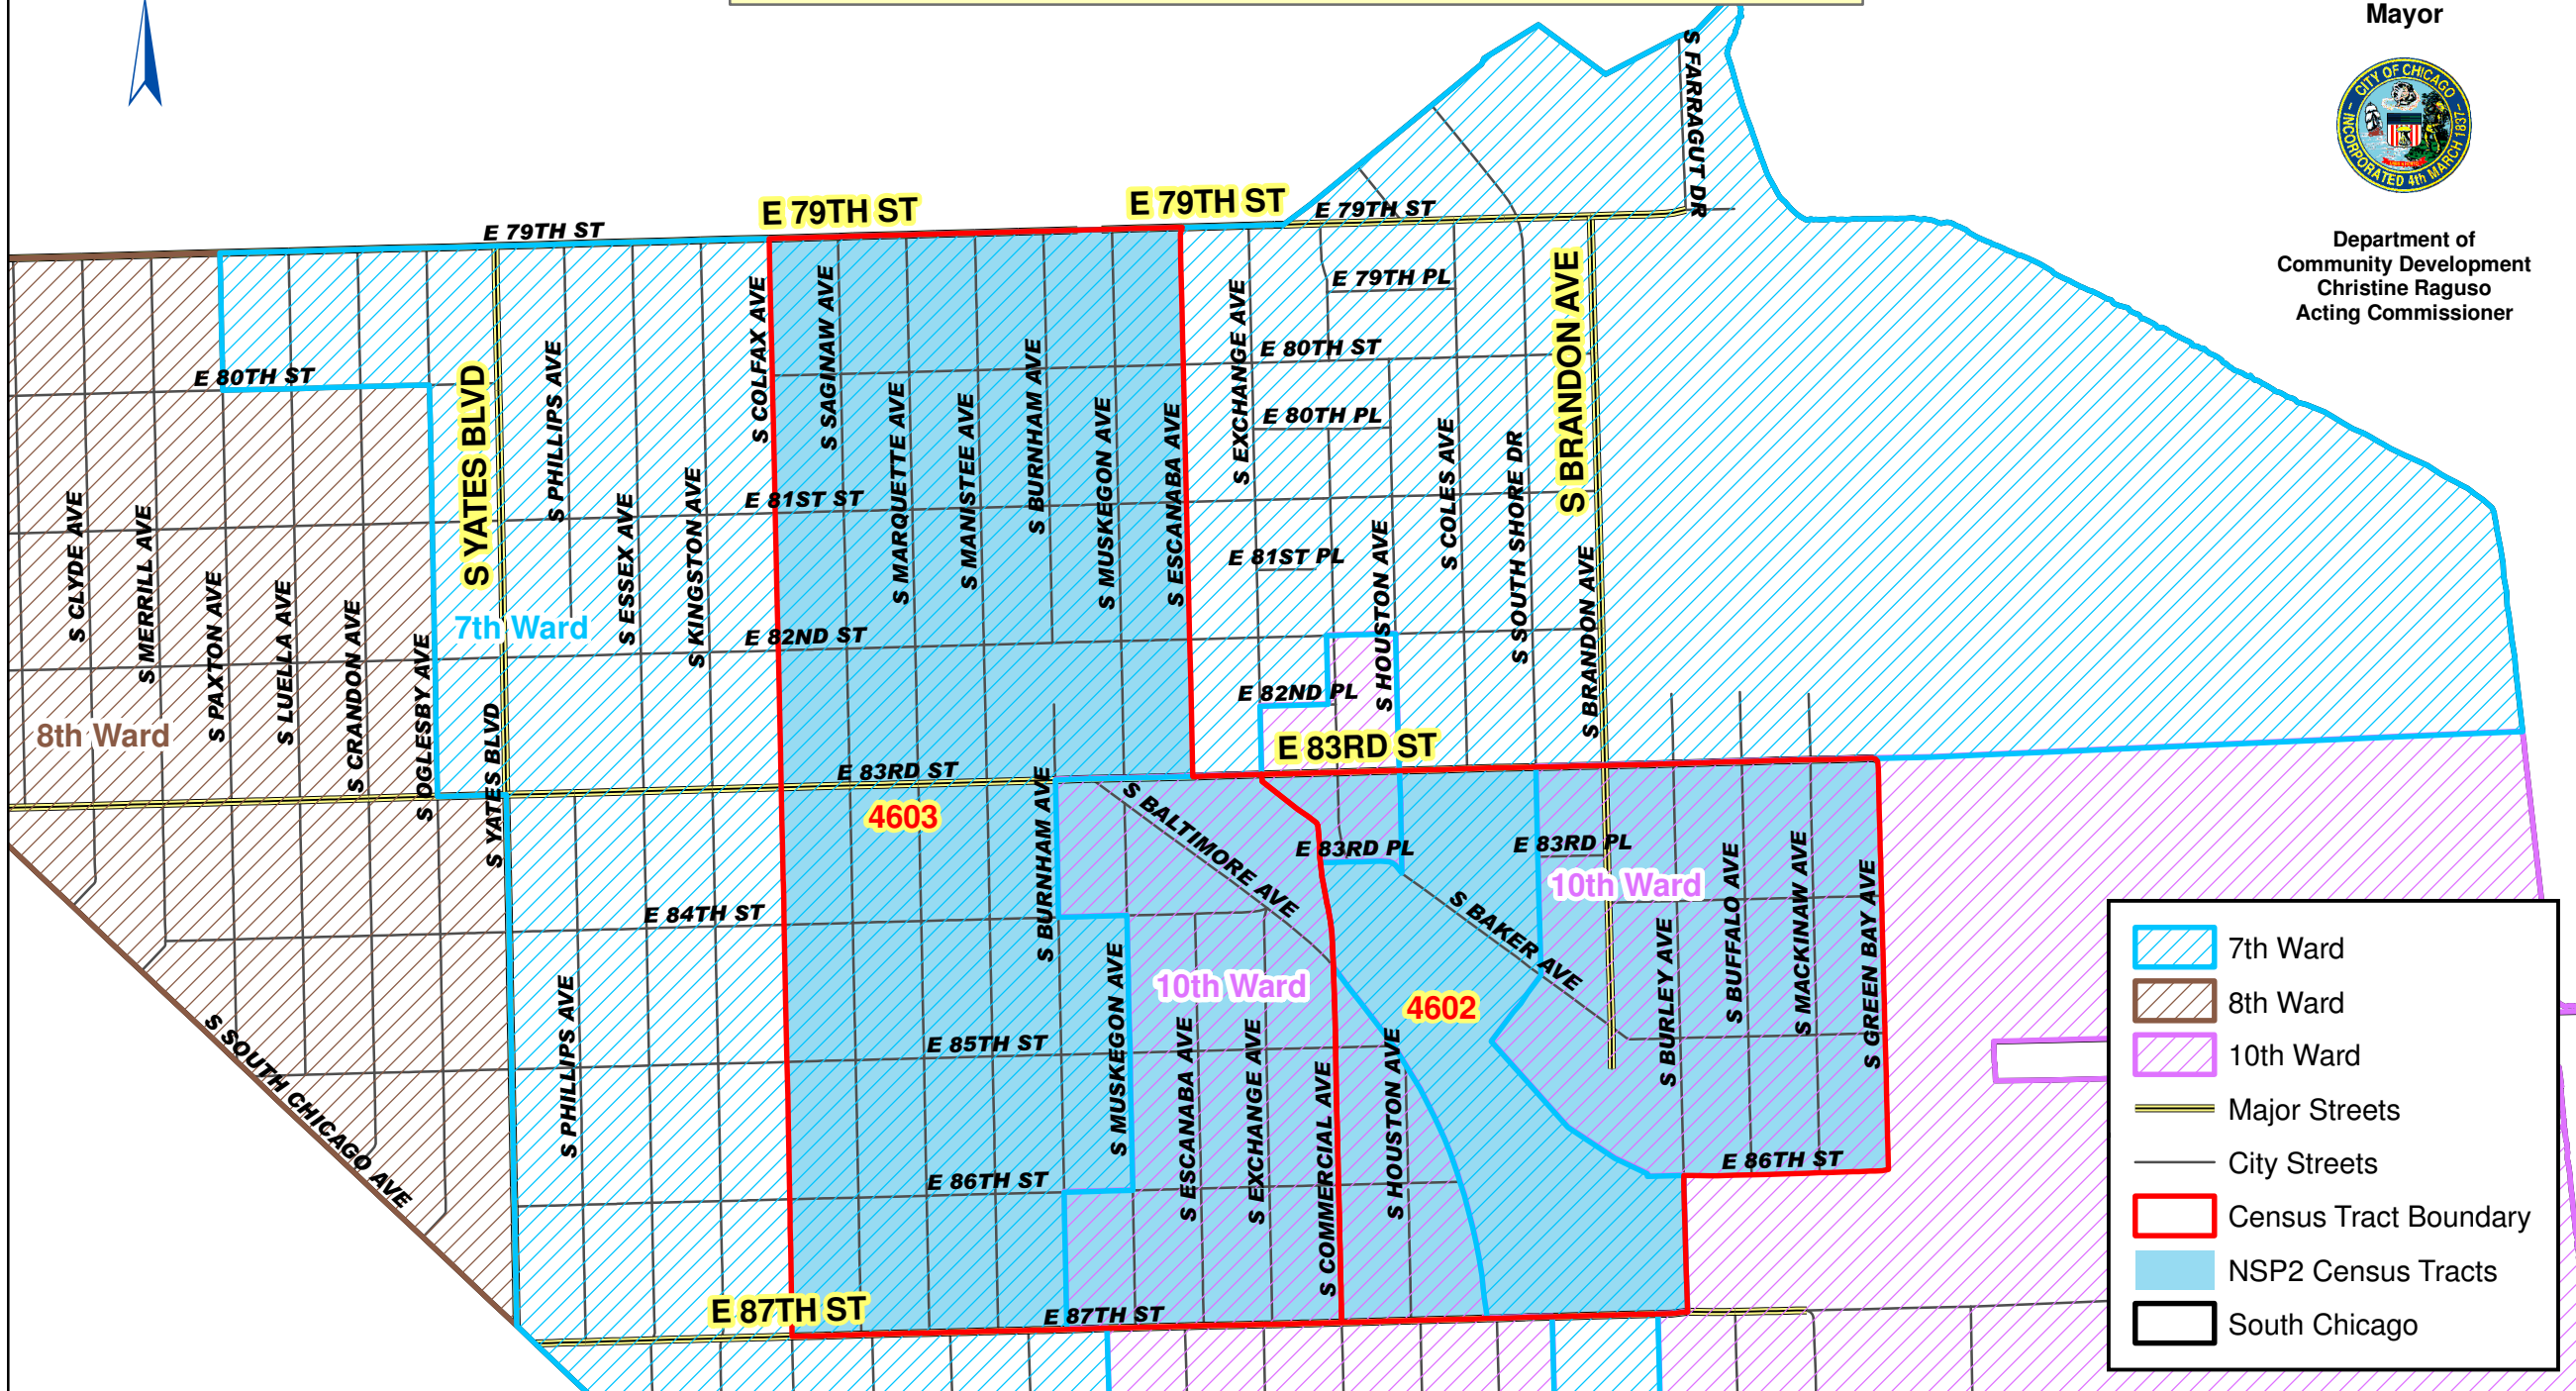 Mayor
CITY OF CHICAGO
INCORPORATED 4th MARCH 1837
Department of
Community Development
Christine Raguso
Acting Commissioner
S FARRAGUT DR
E 79TH ST
E 79TH ST
E 79TH ST
E 79TH ST
E 79TH PL
E 80TH ST
E 80TH ST
E 80TH PL
E 81ST ST
E 81ST PL
E 82ND ST
E 82ND PL
E 83RD ST
E 83RD ST
E 83RD PL
E 83RD PL
E 84TH ST
E 85TH ST
E 86TH ST
E 86TH ST
E 87TH ST
E 87TH ST
S CLYDE AVE
S MERRILL AVE
S PAXTON AVE
S LUELLA AVE
S CRANDON AVE
S OGLESBY AVE
S YATES BLVD
S YATES BLVD
S PHILLIPS AVE
S PHILLIPS AVE
S ESSEX AVE
S KINGSTON AVE
S COLFAX AVE
S SAGINAW AVE
S MARQUETTE AVE
S MANISTEE AVE
S BURNHAM AVE
S BURNHAM AVE
S MUSKEGON AVE
S MUSKEGON AVE
S ESCANABA AVE
S ESCANABA AVE
S EXCHANGE AVE
S EXCHANGE AVE
S COMMERCIAL AVE
S HOUSTON AVE
S HOUSTON AVE
S COLES AVE
S SOUTH SHORE DR
S BRANDON AVE
S BRANDON AVE
S BALTIMORE AVE
S BAKER AVE
S BURLEY AVE
S BUFFALO AVE
S MACKINAW AVE
S GREEN BAY AVE
S SOUTH CHICAGO AVE
7th Ward
8th Ward
10th Ward
10th Ward
4603
4602
7th Ward
8th Ward
10th Ward
Major Streets
City Streets
Census Tract Boundary
NSP2 Census Tracts
South Chicago